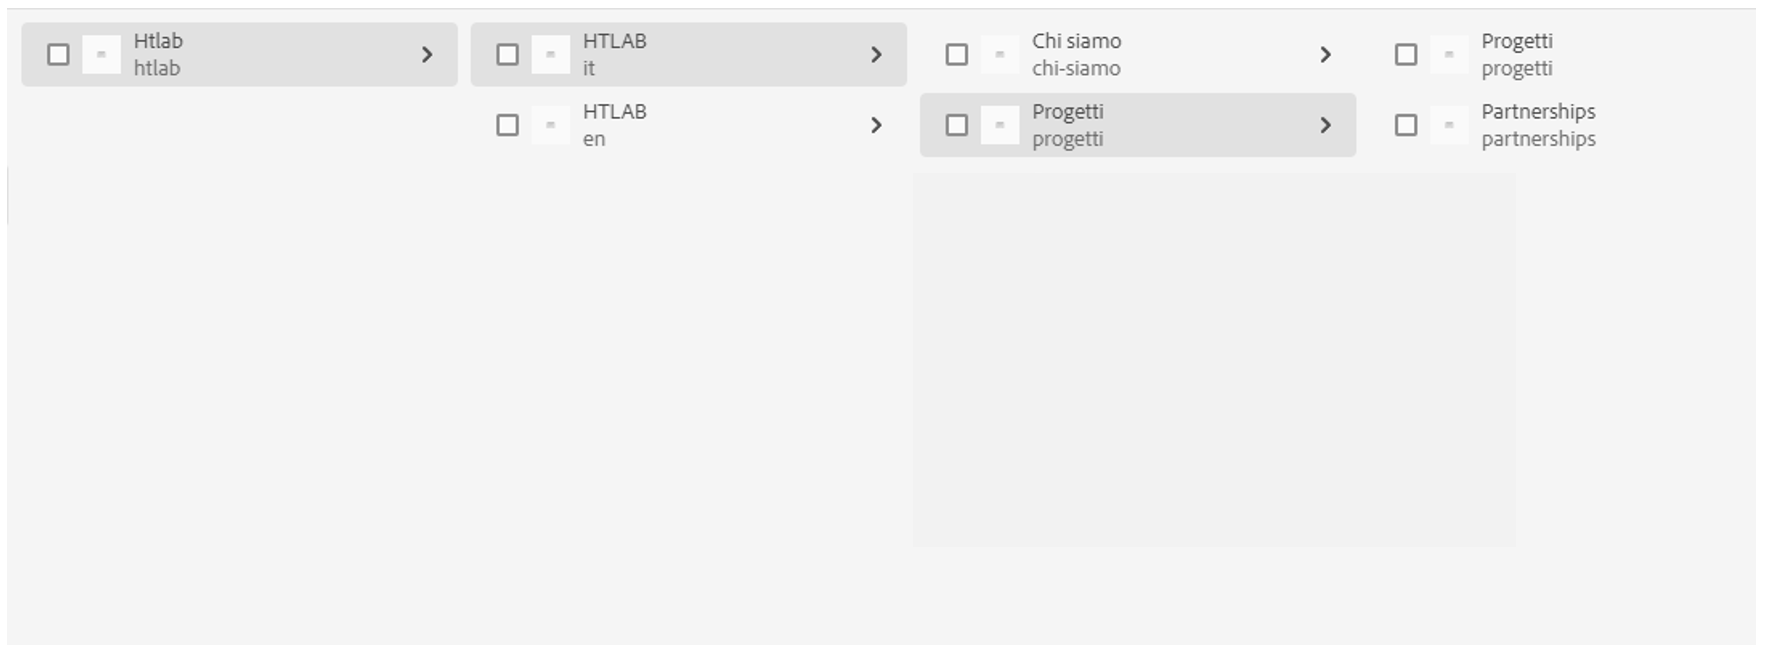 Htlab
htlab
HTLAB
it
HTLAB
en
Chi siamo
chi-siamo
Progetti
progetti
Progetti
progetti
Partnerships
partnerships